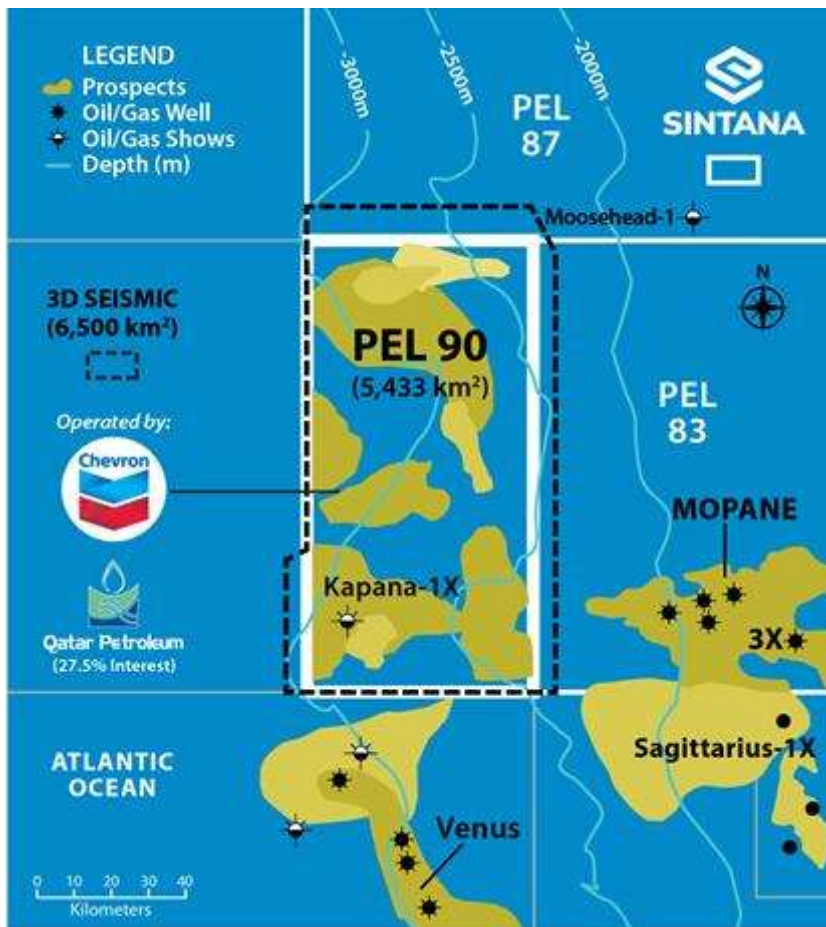 LEGEND
Prospects
Oil/Gas Well
Oil/Gas Shows
Depth (m)
-3000m
-2500m
-2000m
PEL
87
SINTANA
Moosehead-1
N
3D SEISMIC
(6,500 km²)
PEL 90
(5,433 km²)
PEL
83
Operated by:
Chevron
MOPANE
Kapana-1X
3X
Qatar Petroleum
(27.5% Interest)
ATLANTIC
OCEAN
Sagittarius-1X
Venus
0 10 20 30 40
Kilometers